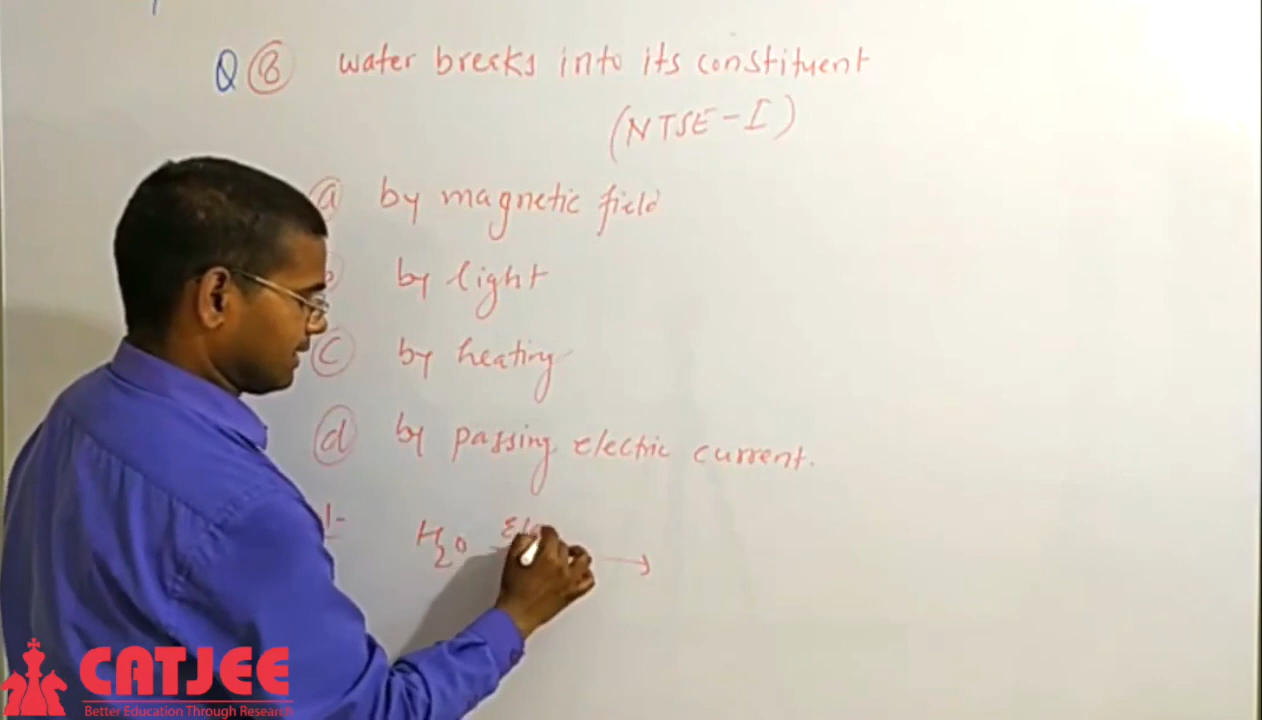 Q 8 water breaks into its constituent
(NTSE-I)
a by magnetic field
by light
c by heating
d by passing electric current.
H2O
CATJEE
Better Education Through Research